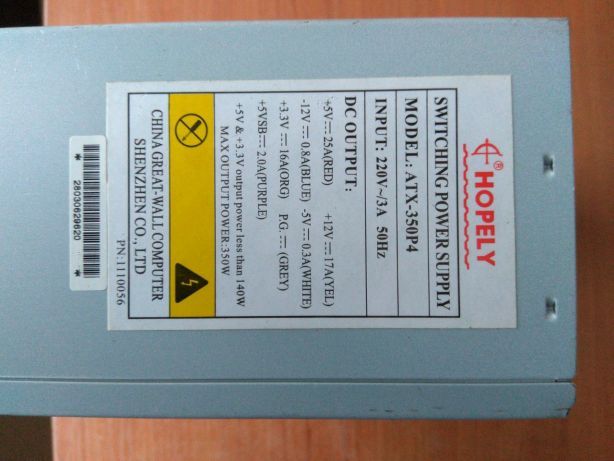 ® HOPELY
SWITCHING POWER SUPPLY
MODEL: ATX-350P4
INPUT: 220V~/3A 50Hz
DC OUTPUT:
+5V⎓25A(RED) +12V⎓17A(YEL)
-12V⎓0.8A(BLUE) -5V⎓0.3A(WHITE)
+3.3V⎓16A(ORG) P.G.⎓(GREY)
+5VSB⎓2.0A(PURPLE)
+5V & +3.3V output power less than 140W
MAX OUTPUT POWER:350W
CHINA GREAT-WALL COMPUTER
SHENZHEN CO., LTD
PN:1110056
* 28030629620 *